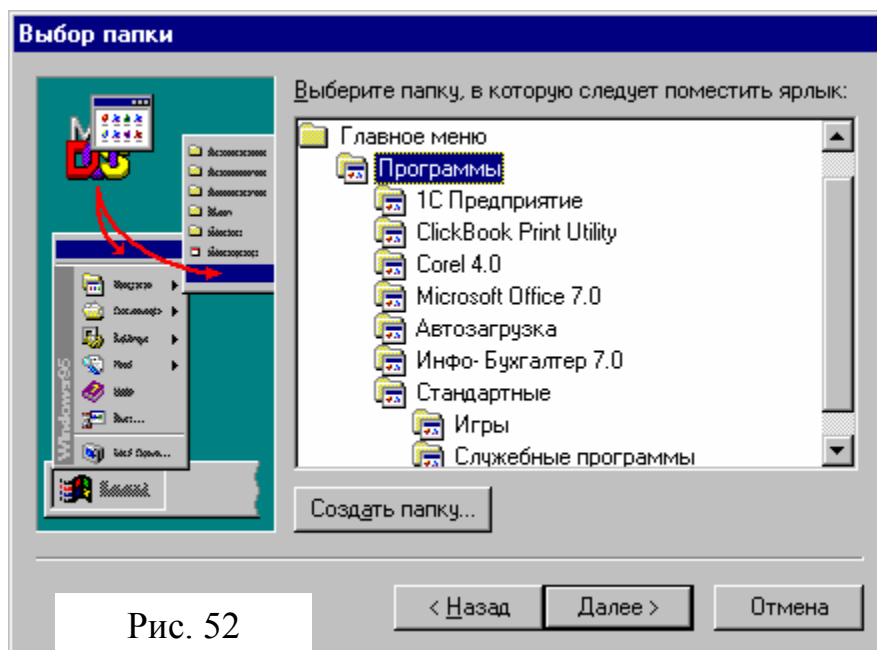 Выбор папки
Выберите папку, в которую следует поместить ярлык:
Главное меню
Программы
1С Предприятие
ClickBook Print Utility
Corel 4.0
Microsoft Office 7.0
Автозагрузка
Инфо- Бухгалтер 7.0
Стандартные
Игры
Служебные программы
Windows95
Создать папку...
< Назад
Далее >
Отмена
Рис. 52